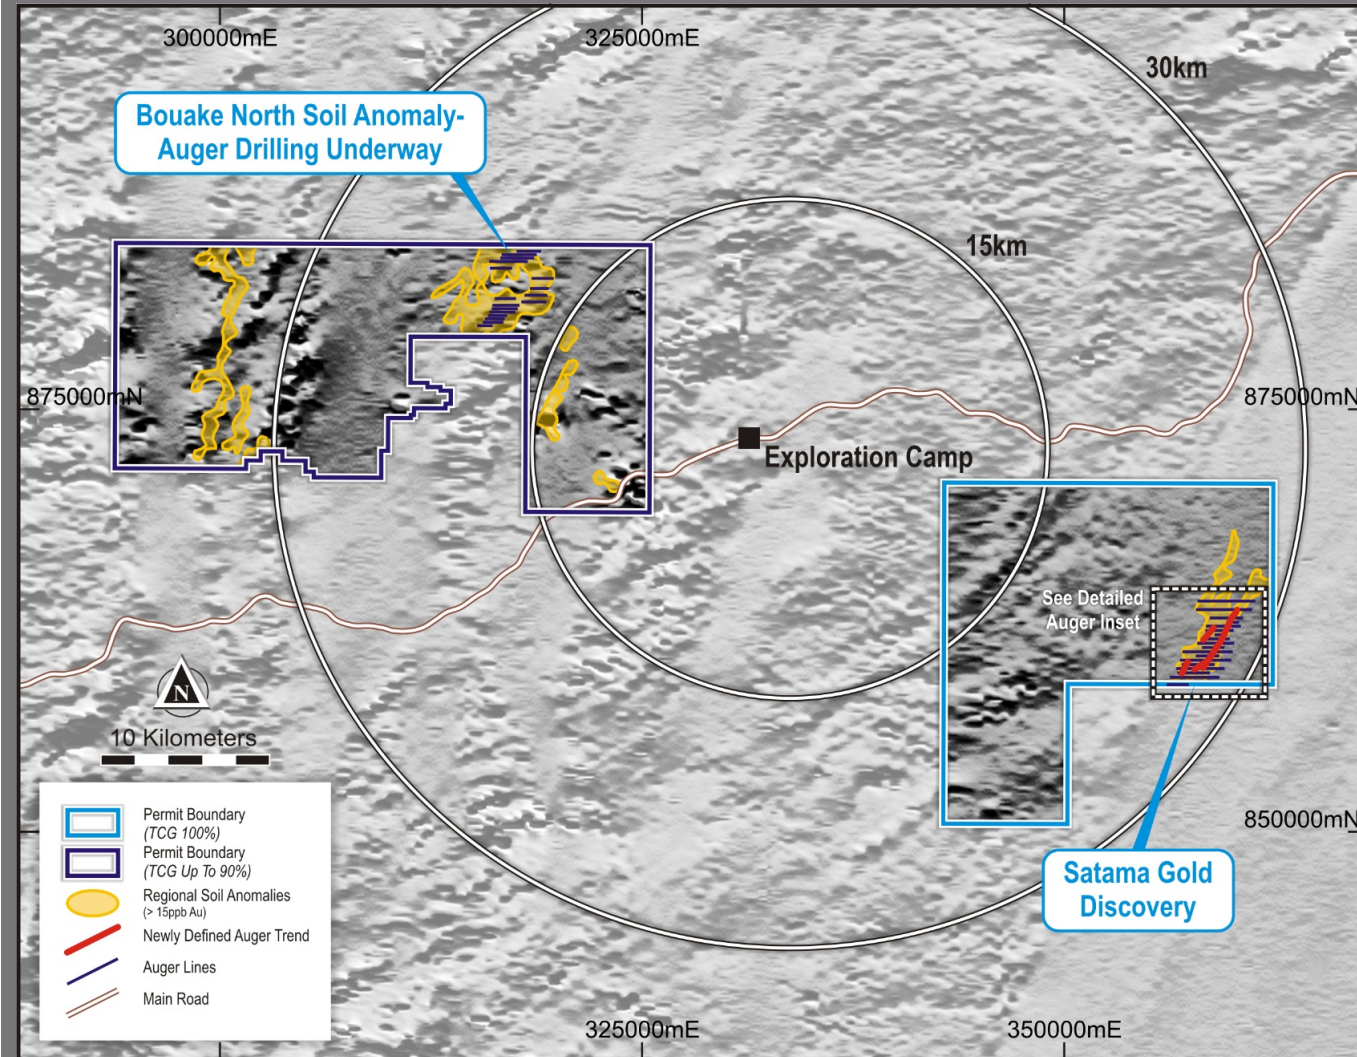 300000mE
325000mE
30km
Bouake North Soil Anomaly-
Auger Drilling Underway
15km
875000mN
875000mN
Exploration Camp
See Detailed
Auger Inset
N
10 Kilometers
Permit Boundary
(TCG 100%)
Permit Boundary
(TCG Up To 90%)
Regional Soil Anomalies
(> 15ppb Au)
Newly Defined Auger Trend
Auger Lines
Main Road
850000mN
Satama Gold
Discovery
325000mE
350000mE